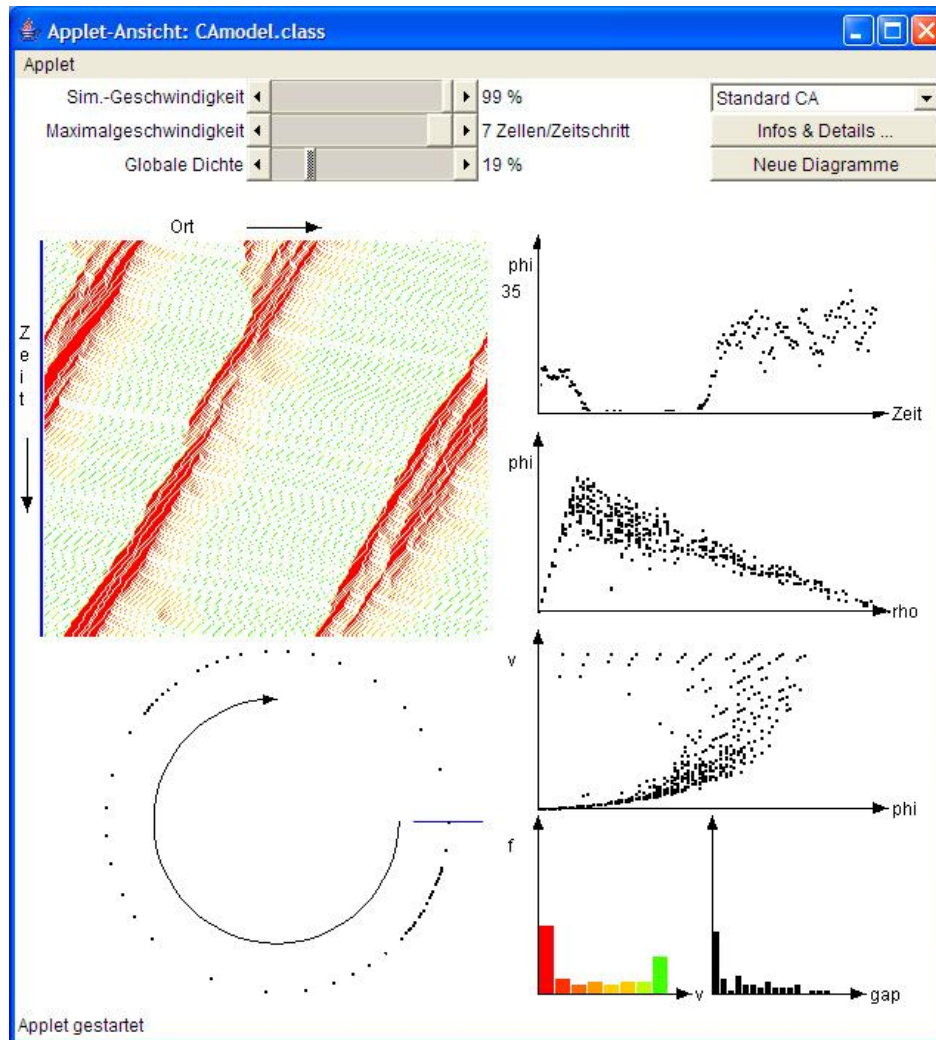 Applet-Ansicht: CAmodel.class
Applet
Sim.-Geschwindigkeit 99 % Standard CA
Maximalgeschwindigkeit 7 Zellen/Zeitschritt Infos & Details ...
Globale Dichte 19 % Neue Diagramme
Ort
Zeit
phi
35
Zeit
phi
rho
v
phi
f
v
gap
Applet gestartet